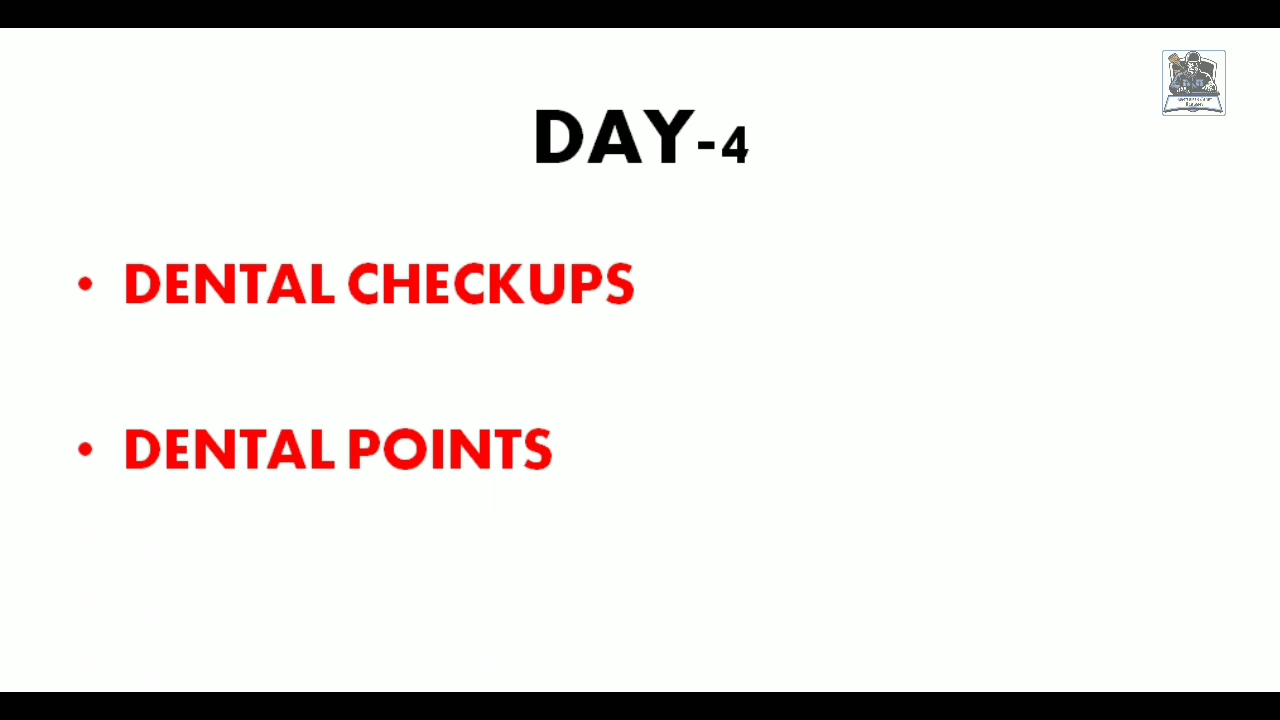 DAY-4
• DENTAL CHECKUPS
• DENTAL POINTS